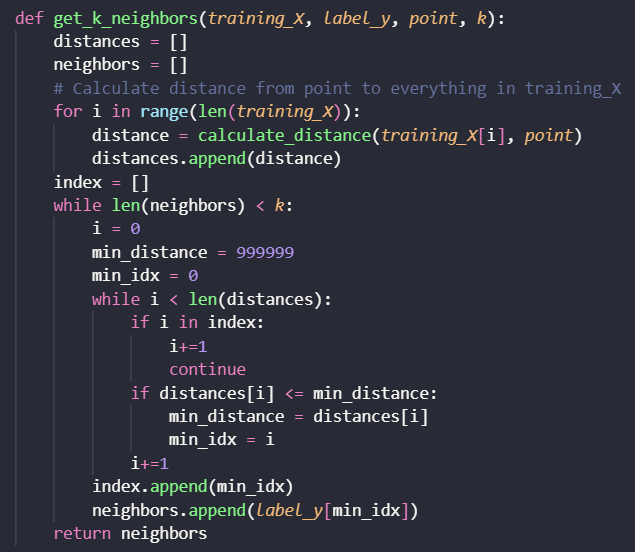 def get_k_neighbors(training_X, label_y, point, k):
    distances = []
    neighbors = []
    # Calculate distance from point to everything in training_X
    for i in range(len(training_X)):
        distance = calculate_distance(training_X[i], point)
        distances.append(distance)
    index = []
    while len(neighbors) < k:
        i = 0
        min_distance = 999999
        min_idx = 0
        while i < len(distances):
            if i in index:
                i+=1
                continue
            if distances[i] <= min_distance:
                min_distance = distances[i]
                min_idx = i
            i+=1
        index.append(min_idx)
        neighbors.append(label_y[min_idx])
    return neighbors